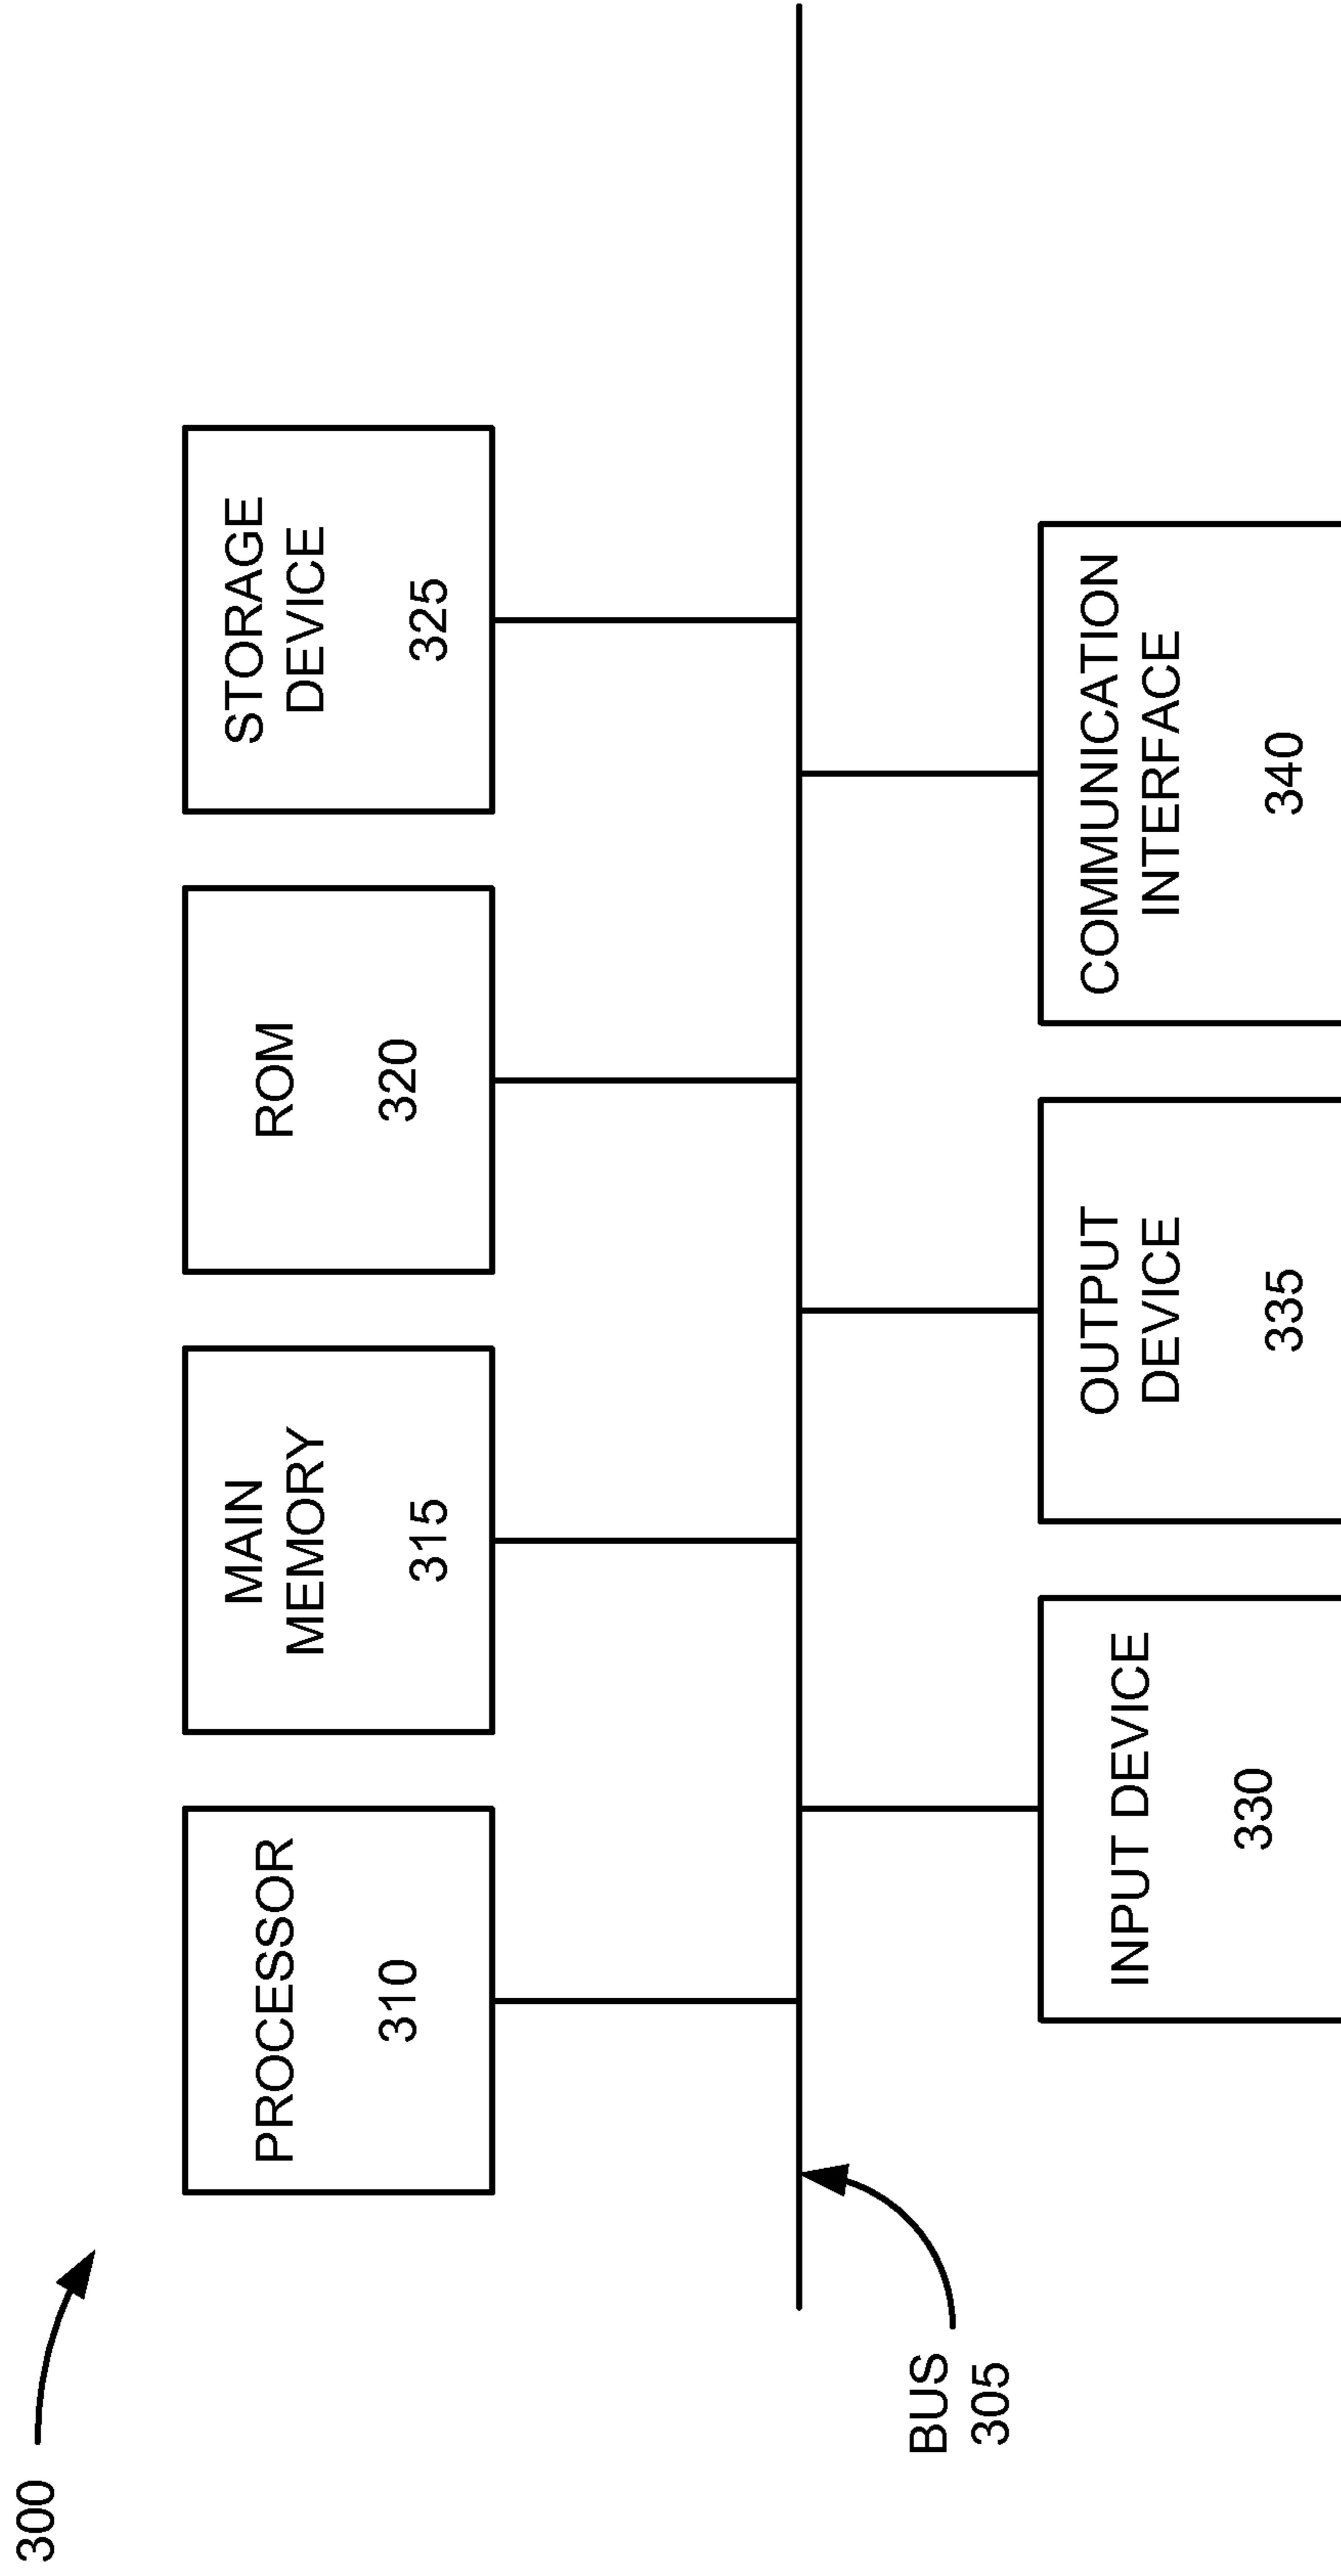 300
PROCESSOR
310
MAIN
MEMORY
315
ROM
320
STORAGE
DEVICE
325
BUS
305
INPUT DEVICE
330
OUTPUT
DEVICE
335
COMMUNICATION
INTERFACE
340